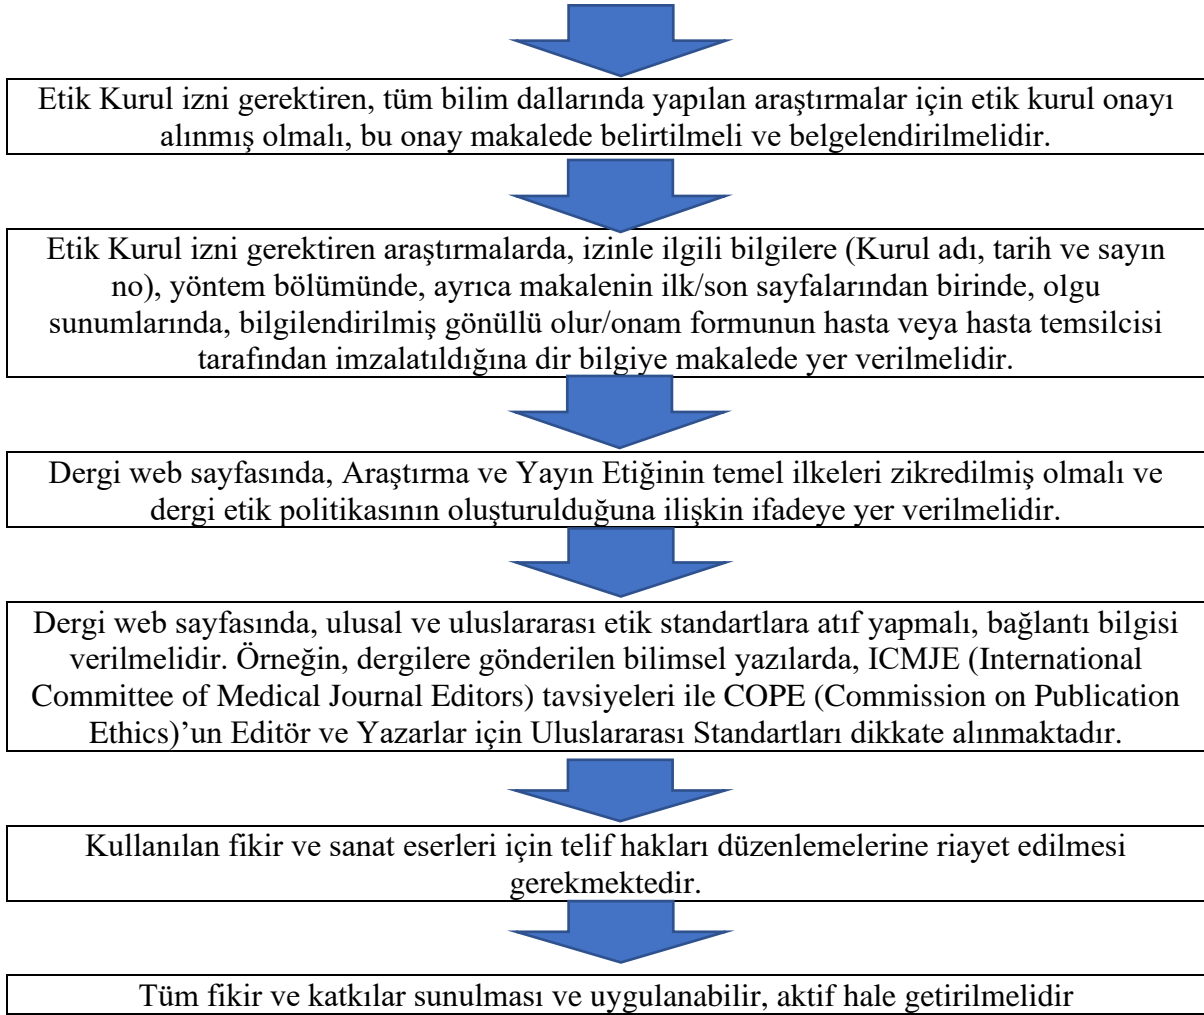 Etik Kurul izni gerektiren, tüm bilim dallarında yapılan araştırmalar için etik kurul onayı
alınmış olmalı, bu onay makalede belirtilmeli ve belgelendirilmelidir.
Etik Kurul izni gerektiren araştırmalarda, izinle ilgili bilgilere (Kurul adı, tarih ve sayın
no), yöntem bölümünde, ayrıca makalenin ilk/son sayfalarından birinde, olgu
sunumlarında, bilgilendirilmiş gönüllü olur/onam formunun hasta veya hasta temsilcisi
tarafından imzalatıldığına dir bilgiye makalede yer verilmelidir.
Dergi web sayfasında, Araştırma ve Yayın Etiğinin temel ilkeleri zikredilmiş olmalı ve
dergi etik politikasının oluşturulduğuna ilişkin ifadeye yer verilmelidir.
Dergi web sayfasında, ulusal ve uluslararası etik standartlara atıf yapmalı, bağlantı bilgisi
verilmelidir. Örneğin, dergilere gönderilen bilimsel yazılarda, ICMJE (International
Committee of Medical Journal Editors) tavsiyeleri ile COPE (Commission on Publication
Ethics)’un Editör ve Yazarlar için Uluslararası Standartları dikkate alınmaktadır.
Kullanılan fikir ve sanat eserleri için telif hakları düzenlemelerine riayet edilmesi
gerekmektedir.
Tüm fikir ve katkılar sunulması ve uygulanabilir, aktif hale getirilmelidir